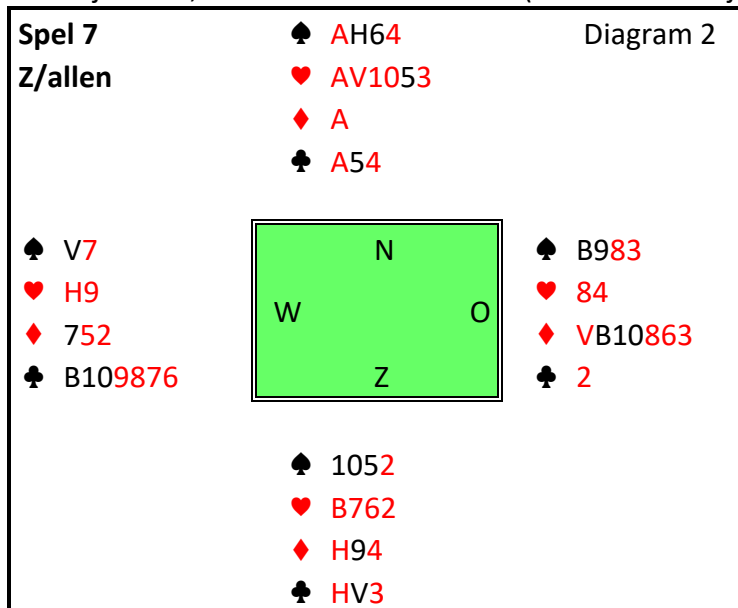 Spel 7 ♠ AH64 Diagram 2
Z/allen ♥ AV1053
♦ A
♣ A54
♠ V7 N ♠ B983
♥ H9 ♥ 84
W O
♦ 752 ♦ VB10863
♣ B109876 Z ♣ 2
♠ 1052
♥ B762
♦ H94
♣ HV3